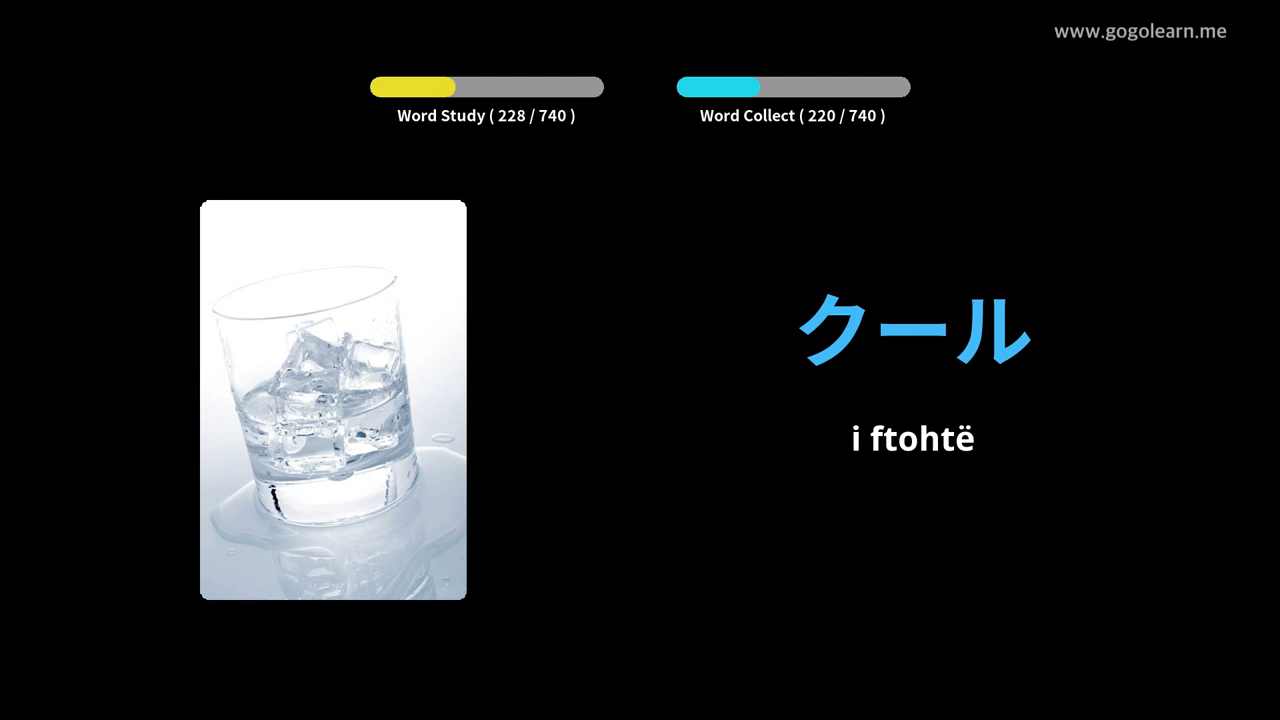 www.gogolearn.me
Word Study ( 228 / 740 )
Word Collect ( 220 / 740 )
クール
i ftohtë